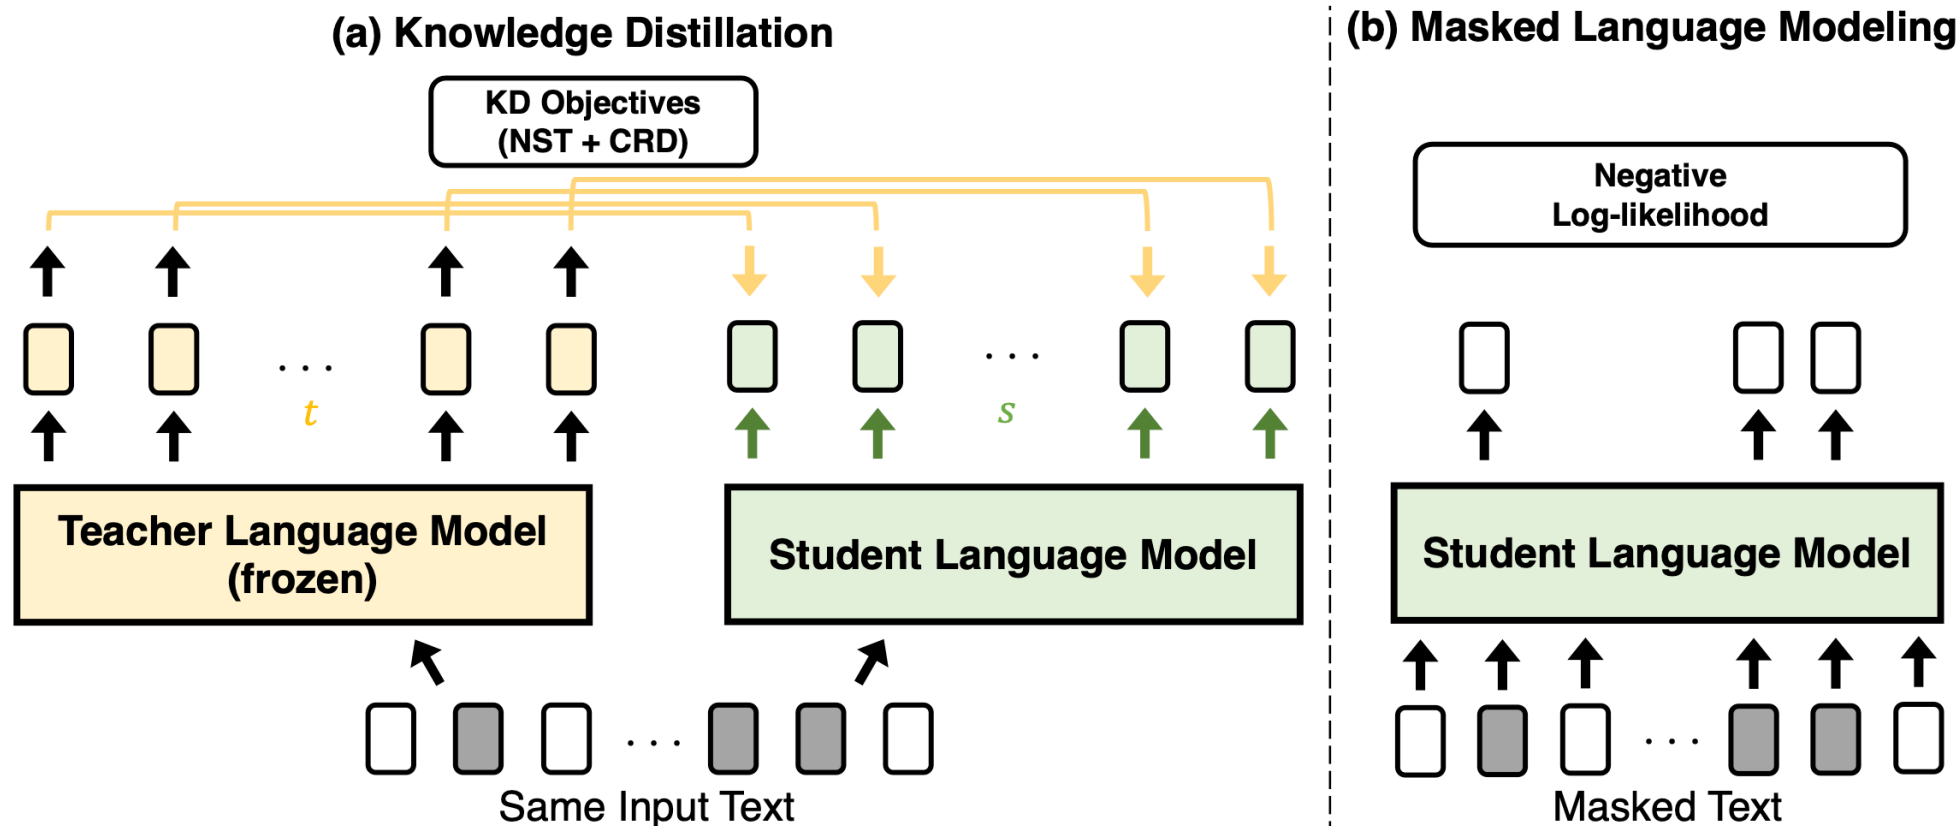 (a) Knowledge Distillation
KD Objectives
(NST + CRD)
. . .
t
. . .
s
Teacher Language Model
(frozen)
Student Language Model
. . .
Same Input Text
(b) Masked Language Modeling
Negative
Log-likelihood
Student Language Model
. . .
Masked Text